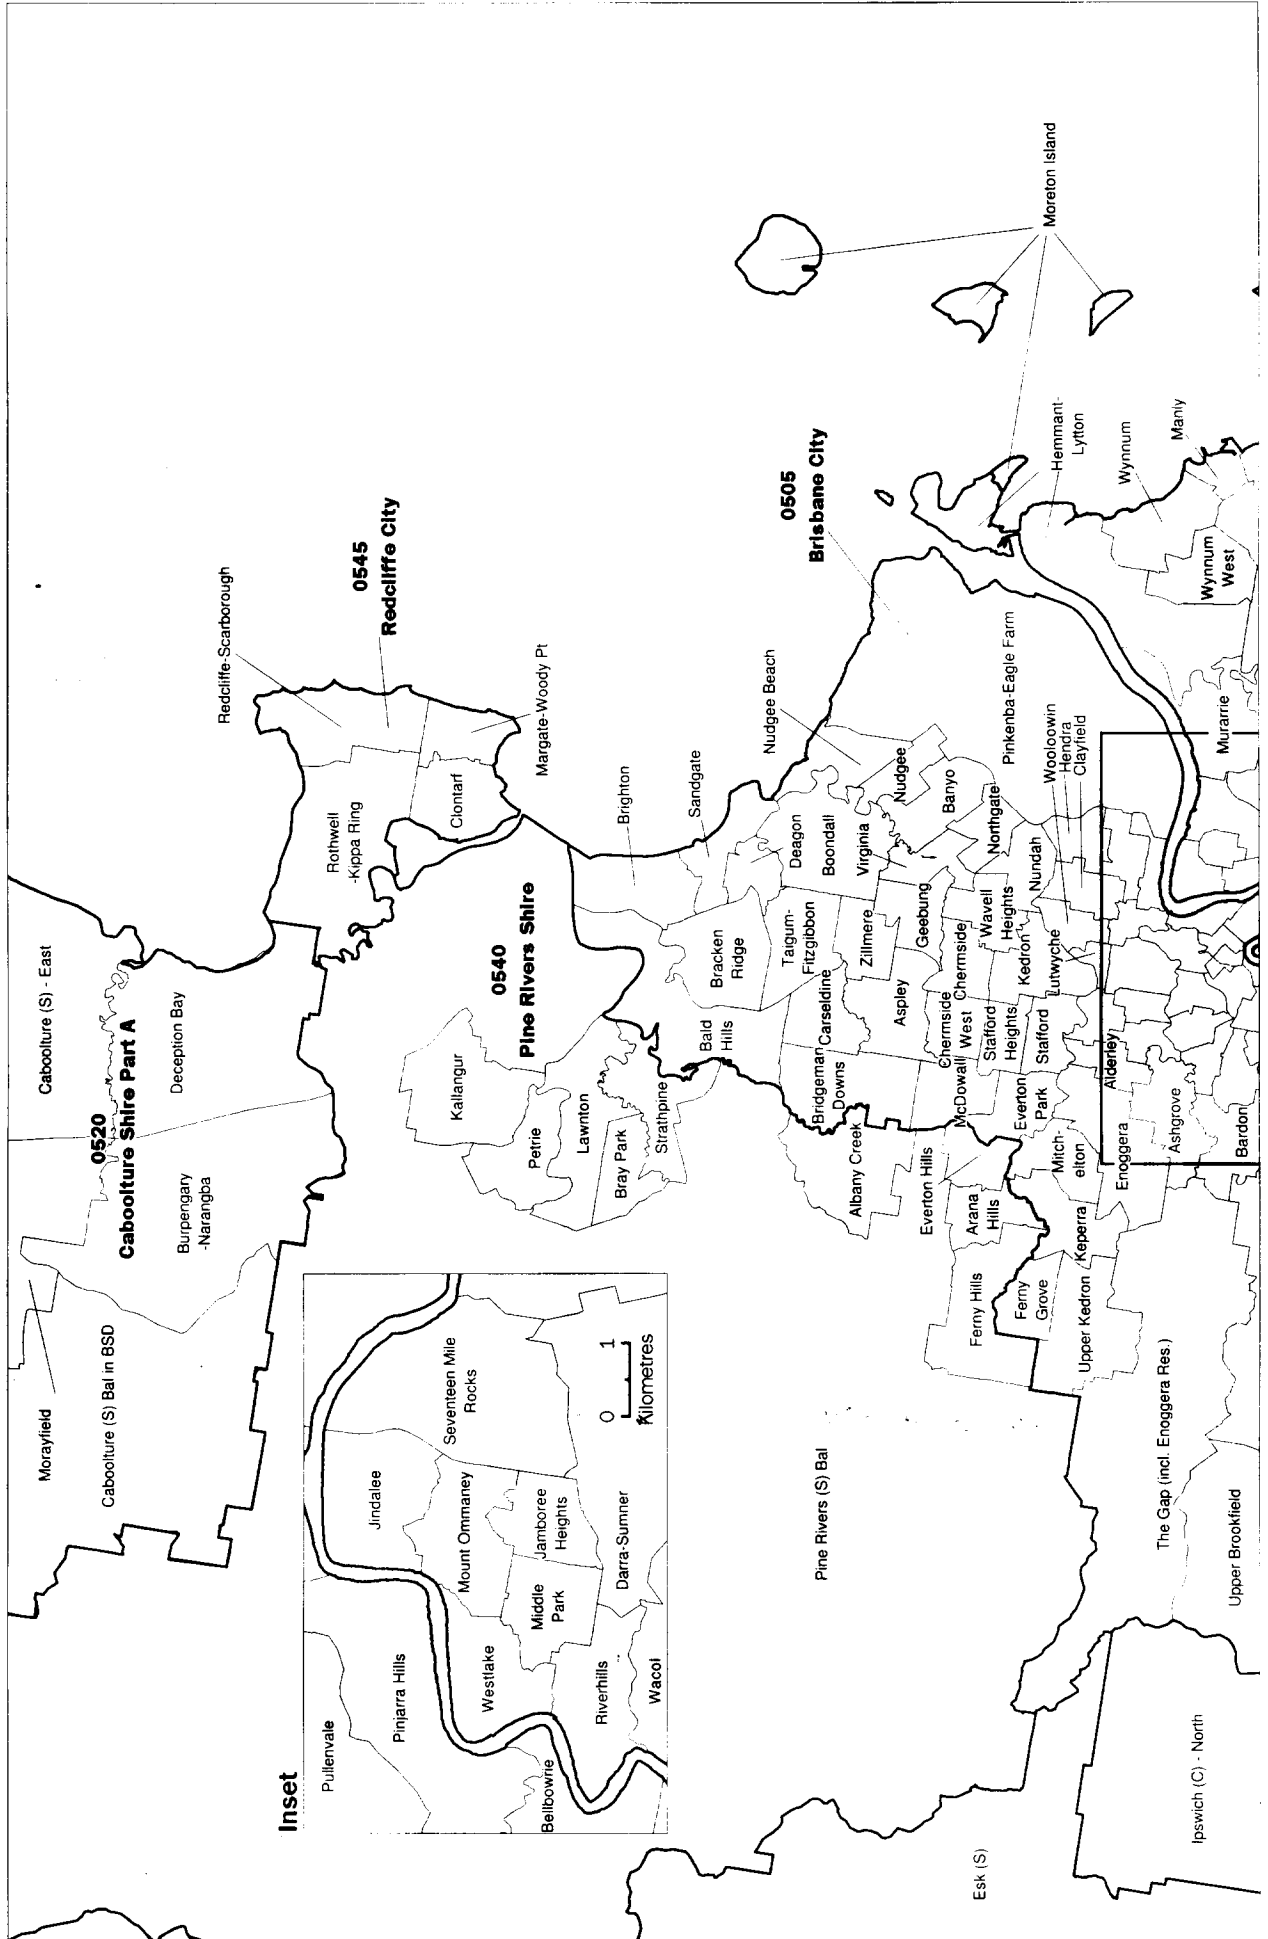 Caboolture (S) - East
Morayfield
0520
Caboolture Shire Part A
Deception Bay
Caboolture (S) Bal in BSD
Burpengary
-Narangba
Redcliffe-Scarborough
0545
Redcliffe City
Rothwell
-Kippa Ring
Clontarf
Margate-Woody Pt
Kallangur
0540
Pine Rivers Shire
Petrie
Lawnton
Bray Park
Strathpine
Brighton
Sandgate
Bracken
Ridge
Bald
Hills
Nudgee Beach
0505
Brisbane City
Deagon
Boondall
Taigum-
Fitzgibbon
Carseldine
Bridgeman
Downs
Virginia
Zillmere
Albany Creek
Nudgee
Aspley
Geebung
Banyo
Everton Hills
Chermside
West
Chermside
McDowall
Northgate
Wavell
Heights
Stafford
Heights
Arana
Hills
Ferny Hills
Pinkenba-Eagle Farm
Nundah
Kedron
Everton
Park
Ferny
Grove
Stafford
Lutwyche
Wooloowin
Hendra
Clayfield
Mitch-
elton
Keperra
Upper Kedron
Alderley
Enoggera
Ashgrove
Bardon
Moreton Island
Hemmant-
Lytton
Wynnum
Manly
Wynnum
West
Murarrie
Pine Rivers (S) Bal
The Gap (incl. Enoggera Res.)
Upper Brookfield
Esk (S)
Ipswich (C) - North
Inset
Pullenvale
Pinjarra Hills
Jindalee
Seventeen Mile
Rocks
Mount Ommaney
Westlake
Jamboree
Heights
Middle
Park
Bellbowrie
Riverhills
Darra-Sumner
Wacol
0 1
Kilometres